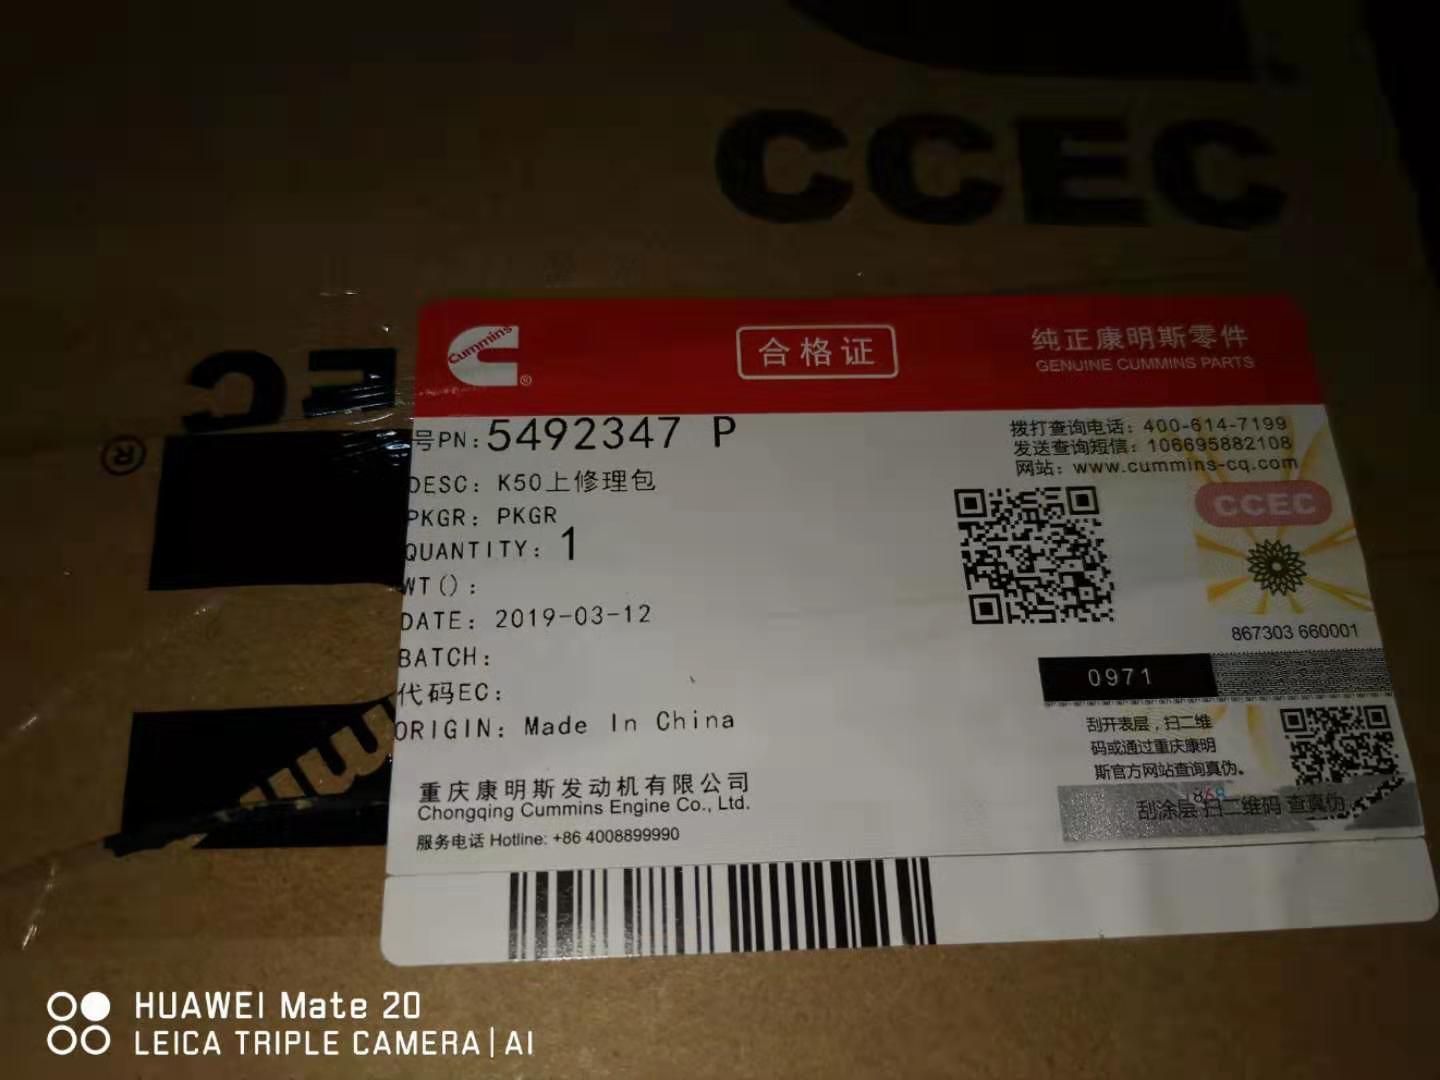 CCEC
CEC
®
Cummins
®
合格证
纯正康明斯零件
GENUINE CUMMINS PARTS
号PN: 5492347 P
DESC: K50上修理包
PKGR: PKGR
QUANTITY: 1
WT():
DATE: 2019-03-12
BATCH:
代码EC:
ORIGIN: Made In China
重庆康明斯发动机有限公司
Chongqing Cummins Engine Co., Ltd.
服务电话 Hotline: +86 4008899990
拨打查询电话: 400-614-7199
发送查询短信: 106695882108
网站: www.cummins-cq.com
CCEC
867303 660001
0971
刮开表层，扫二维
码或通过重庆康明
斯官方网站查询真伪。
刮涂层 扫二维码 查真伪
HUAWEI Mate 20
LEICA TRIPLE CAMERA | AI